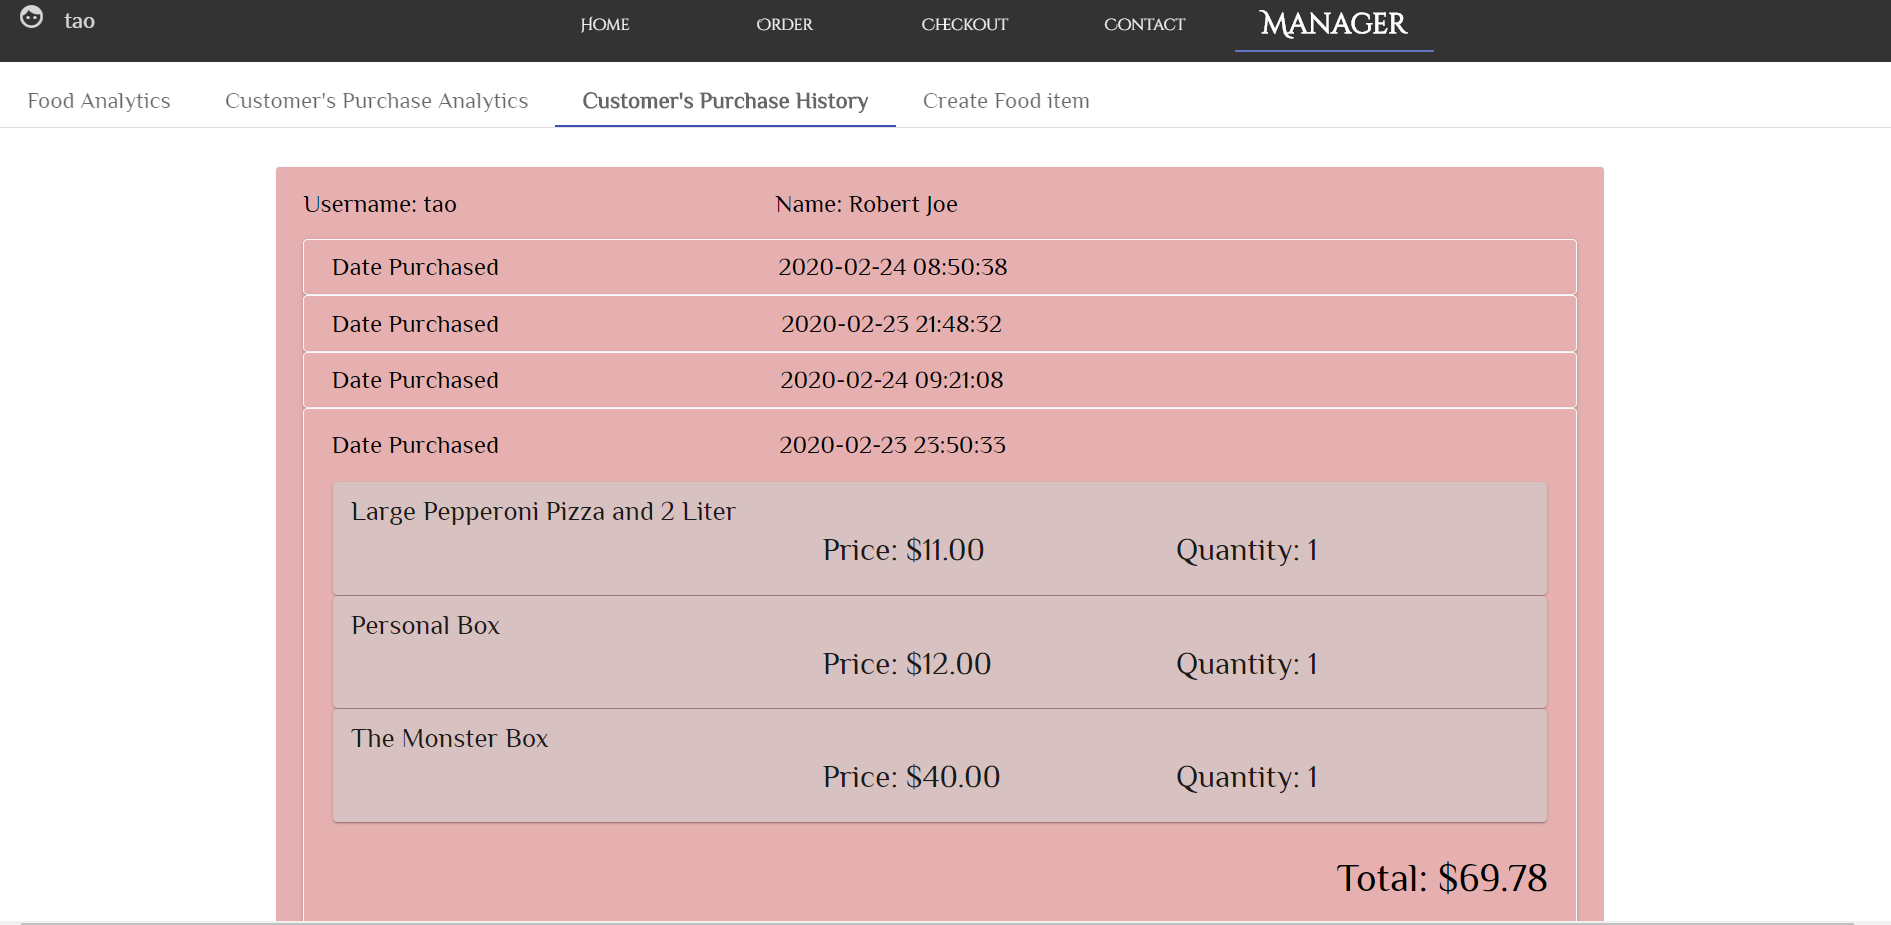 tao
Home Order Checkout Contact Manager
Food Analytics Customer's Purchase Analytics Customer's Purchase History Create Food item
Username: tao Name: Robert Joe
Date Purchased 2020-02-24 08:50:38
Date Purchased 2020-02-23 21:48:32
Date Purchased 2020-02-24 09:21:08
Date Purchased 2020-02-23 23:50:33
Large Pepperoni Pizza and 2 Liter
Price: $11.00 Quantity: 1
Personal Box
Price: $12.00 Quantity: 1
The Monster Box
Price: $40.00 Quantity: 1
Total: $69.78